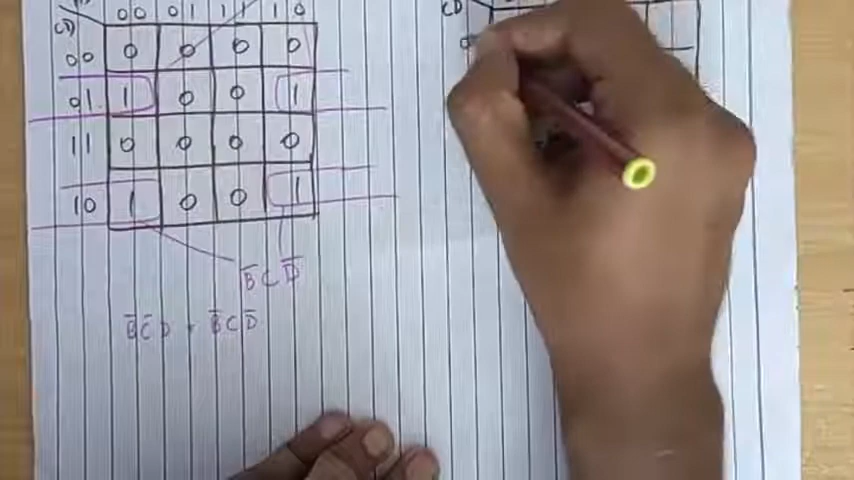 00 01 11 10
CD
00 0 0 0 0
01 1 0 0 1
11 0 0 0 0
10 1 0 0 1
B̅ C D̅
B̅ C̅ D + B̅ C D̅
CD